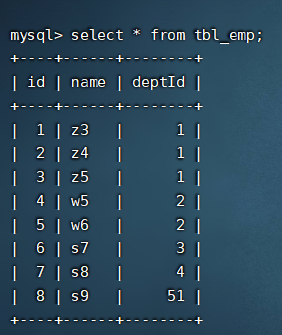 mysql> select * from tbl_emp;
+----+------+--------+
| id | name | deptId |
+----+------+--------+
|  1 | z3   |      1 |
|  2 | z4   |      1 |
|  3 | z5   |      1 |
|  4 | w5   |      2 |
|  5 | w6   |      2 |
|  6 | s7   |      3 |
|  7 | s8   |      4 |
|  8 | s9   |     51 |
+----+------+--------+